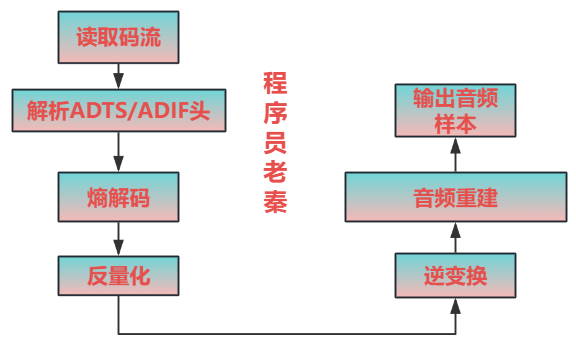 读取码流
解析ADTS/ADIF头
熵解码
反量化
程序员老秦
输出音频
样本
音频重建
逆变换